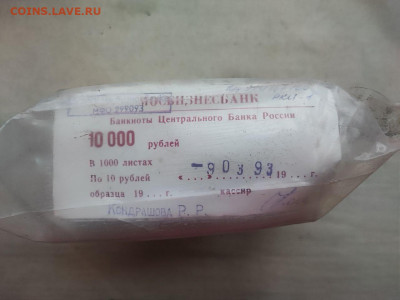 COINS.LAVE.RU
МОСБИЗНЕСБАНК
Банкноты Центрального Банка России
10 000 рублей
В 1000 листах
По 10 рублей
-9 03 93
«.....»..............19....г.
образца 19....г.
кассир
Кондрашова Р. Р.